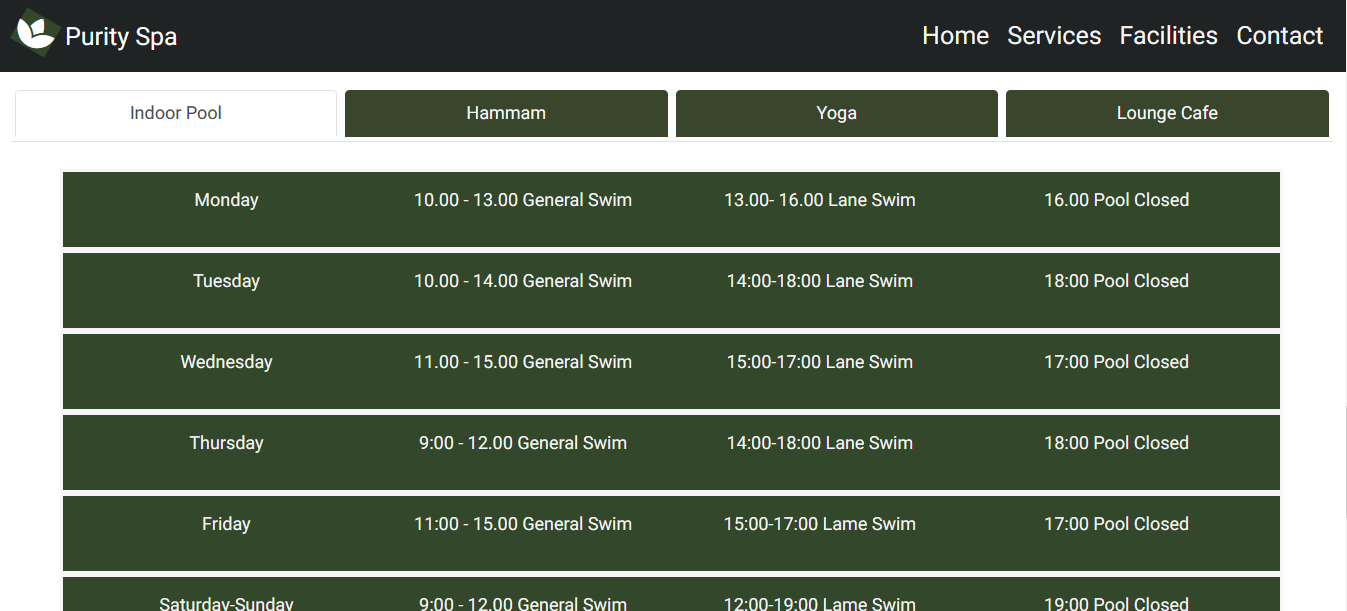 Purity Spa Home Services Facilities Contact
Indoor Pool Hammam Yoga Lounge Cafe
Monday 10.00 - 13.00 General Swim 13.00- 16.00 Lane Swim 16.00 Pool Closed
Tuesday 10.00 - 14.00 General Swim 14:00-18:00 Lane Swim 18:00 Pool Closed
Wednesday 11.00 - 15.00 General Swim 15:00-17:00 Lane Swim 17:00 Pool Closed
Thursday 9:00 - 12.00 General Swim 14:00-18:00 Lane Swim 18:00 Pool Closed
Friday 11:00 - 15.00 General Swim 15:00-17:00 Lame Swim 17:00 Pool Closed
Saturday-Sunday 9:00 - 12.00 General Swim 12:00-19:00 Lame Swim 19:00 Pool Closed